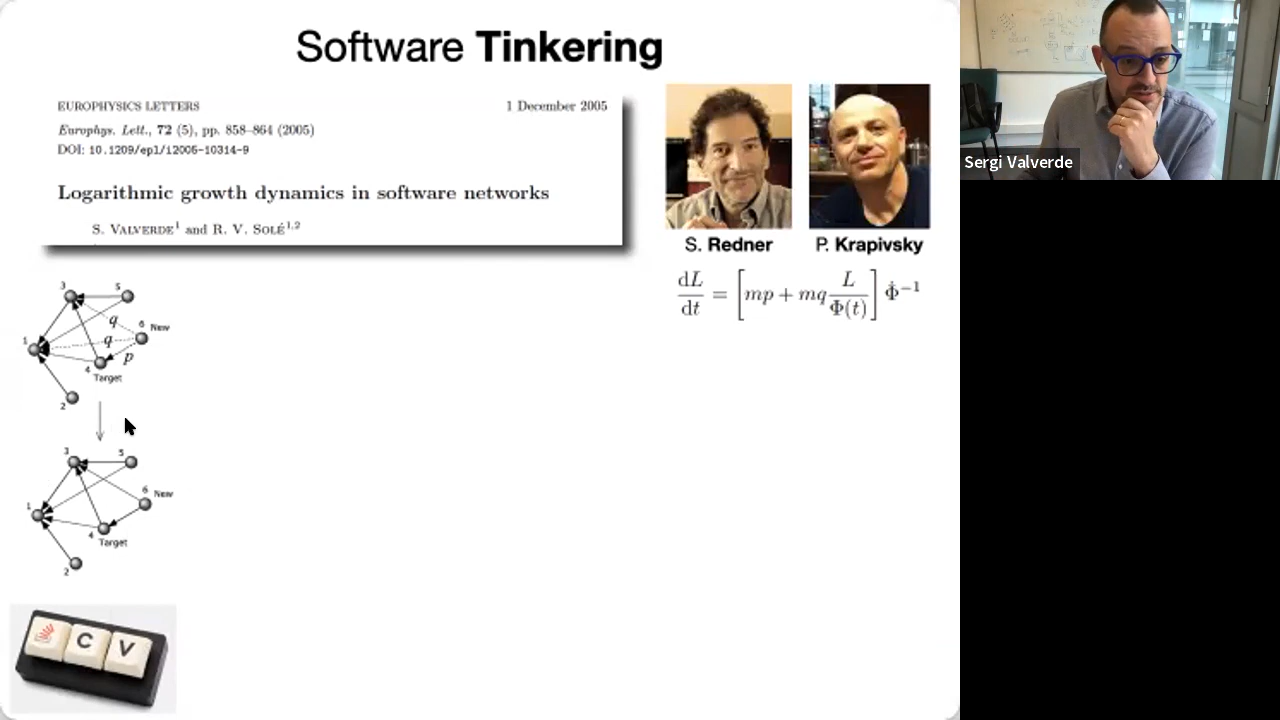 Software Tinkering
EUROPHYSICS LETTERS 1 December 2005
Europhys. Lett., 72 (5), pp. 858–864 (2005)
DOI: 10.1209/epl/i2005-10314-9
Logarithmic growth dynamics in software networks
S. VALVERDE¹ and R. V. SOLÉ¹,²
S. Redner
P. Krapivsky
dL/dt = [mp + mq L/Φ(t)] Φ̇⁻¹
3
5
q
6 New
1
q
p
4
Target
2
3
5
6 New
1
4
Target
2
C V
Sergi Valverde